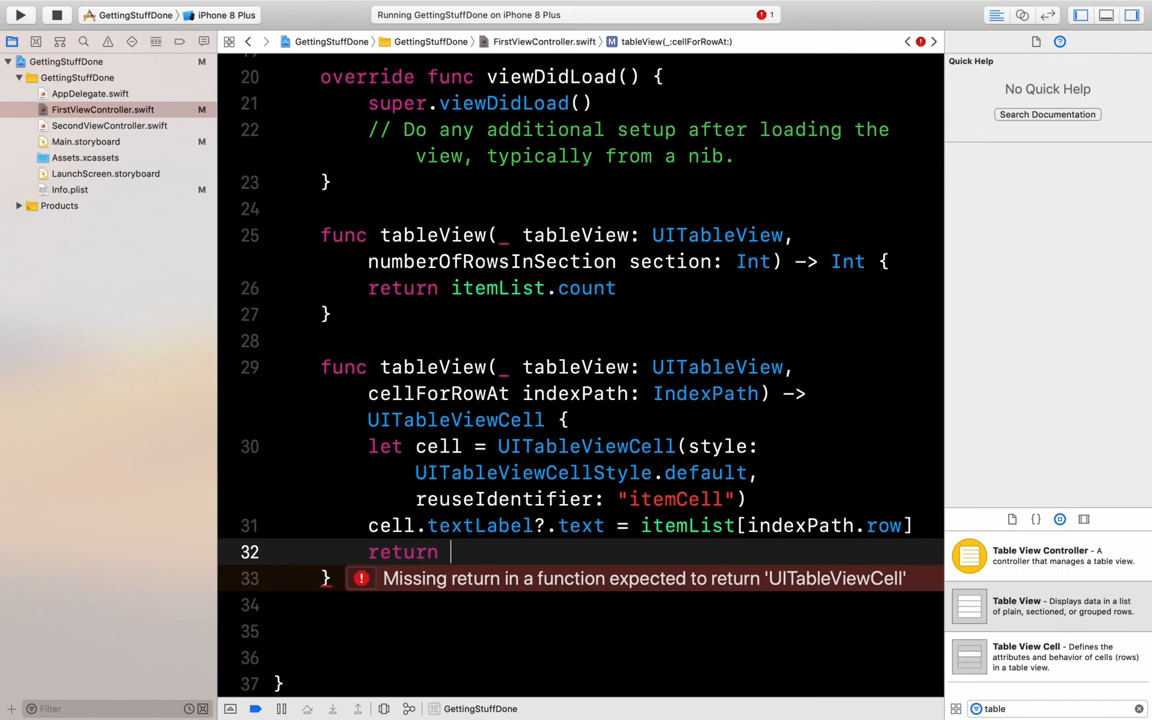 GettingStuffDone
iPhone 8 Plus
Running GettingStuffDone on iPhone 8 Plus
1
GettingStuffDone
GettingStuffDone
FirstViewController.swift
M
tableView(_:cellForRowAt:)
GettingStuffDone
M
GettingStuffDone
AppDelegate.swift
FirstViewController.swift
M
SecondViewController.swift
Main.storyboard
M
Assets.xcassets
LaunchScreen.storyboard
Info.plist
M
Products
20 override func viewDidLoad() {
21 super.viewDidLoad()
22 // Do any additional setup after loading the
view, typically from a nib.
23 }
24
25 func tableView(_ tableView: UITableView,
numberOfRowsInSection section: Int) -> Int {
26 return itemList.count
27 }
28
29 func tableView(_ tableView: UITableView,
cellForRowAt indexPath: IndexPath) ->
UITableViewCell {
30 let cell = UITableViewCell(style:
UITableViewCellStyle.default,
reuseIdentifier: "itemCell")
31 cell.textLabel?.text = itemList[indexPath.row]
32 return
33 } Missing return in a function expected to return 'UITableViewCell'
34
35
36
37 }
Quick Help
No Quick Help
Search Documentation
Table View Controller - A
controller that manages a table view.
Table View - Displays data in a list
of plain, sectioned, or grouped rows.
Table View Cell - Defines the
attributes and behavior of cells (rows)
in a table view.
Filter
GettingStuffDone
table